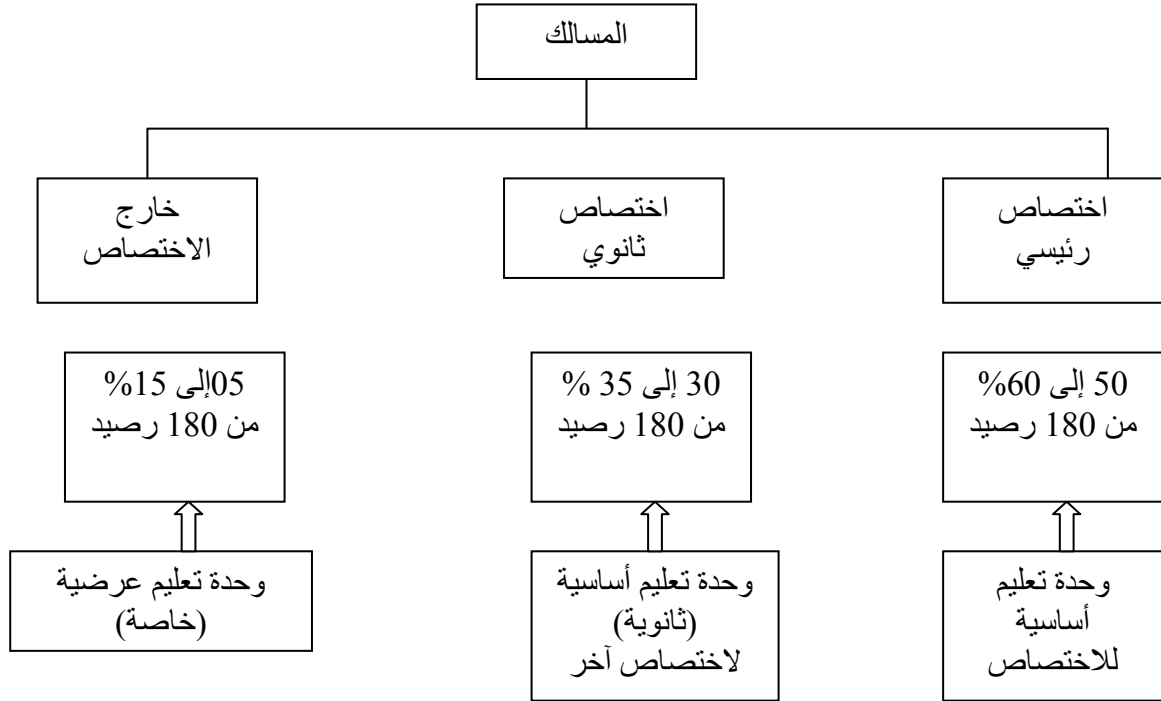 المسالك
اختصاص
رئيسي
اختصاص
ثانوي
خارج
الاختصاص
50 إلى 60%
من 180 رصيد
30 إلى 35 %
من 180 رصيد
05إلى 15%
من 180 رصيد
وحدة تعليم
أساسية
للاختصاص
وحدة تعليم أساسية
(ثانوية)
لاختصاص آخر
وحدة تعليم عرضية
(خاصة)